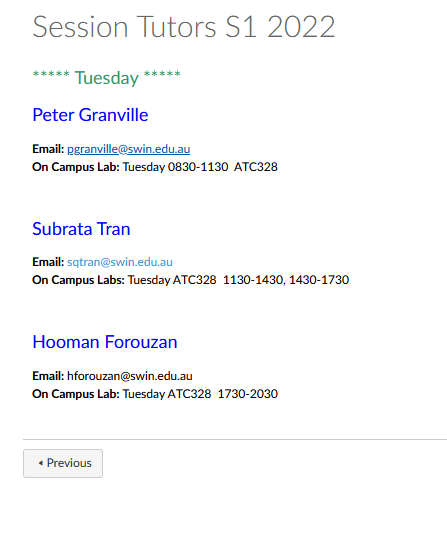 Session Tutors S1 2022
***** Tuesday *****
Peter Granville
Email: pgranville@swin.edu.au
On Campus Lab: Tuesday 0830-1130 ATC328
Subrata Tran
Email: sqtran@swin.edu.au
On Campus Labs: Tuesday ATC328 1130-1430, 1430-1730
Hooman Forouzan
Email: hforouzan@swin.edu.au
On Campus Lab: Tuesday ATC328 1730-2030
Previous